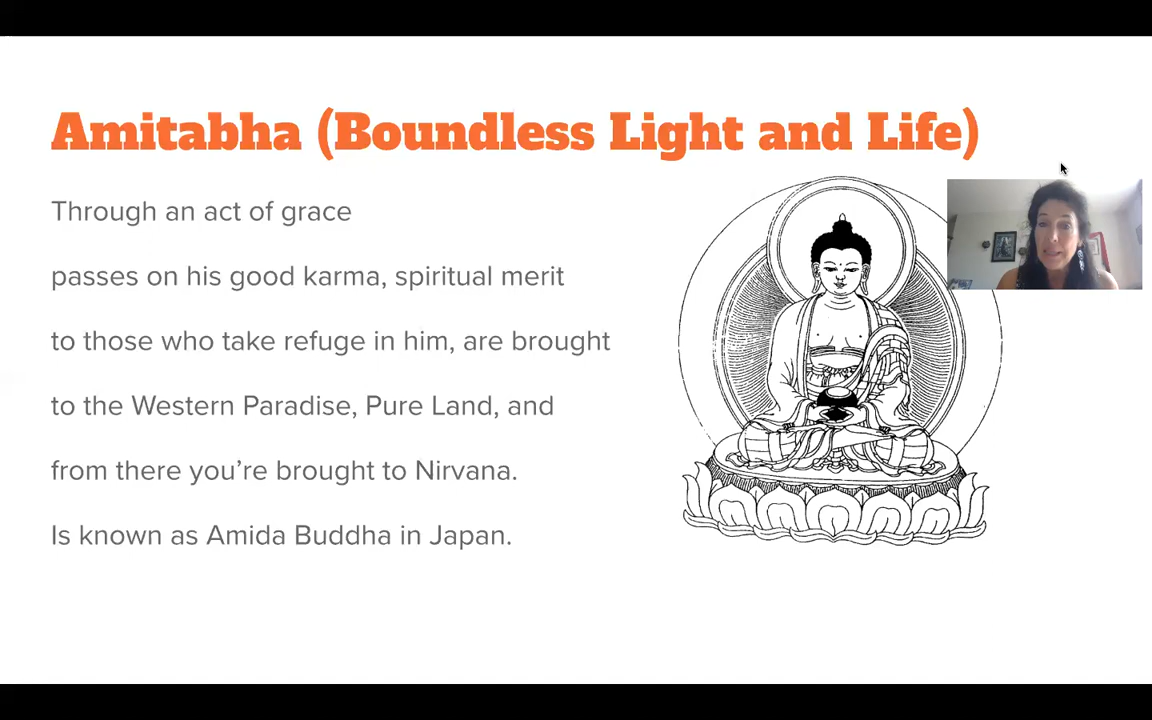 Amitabha (Boundless Light and Life)
Through an act of grace
passes on his good karma, spiritual merit
to those who take refuge in him, are brought
to the Western Paradise, Pure Land, and
from there you’re brought to Nirvana.
Is known as Amida Buddha in Japan.